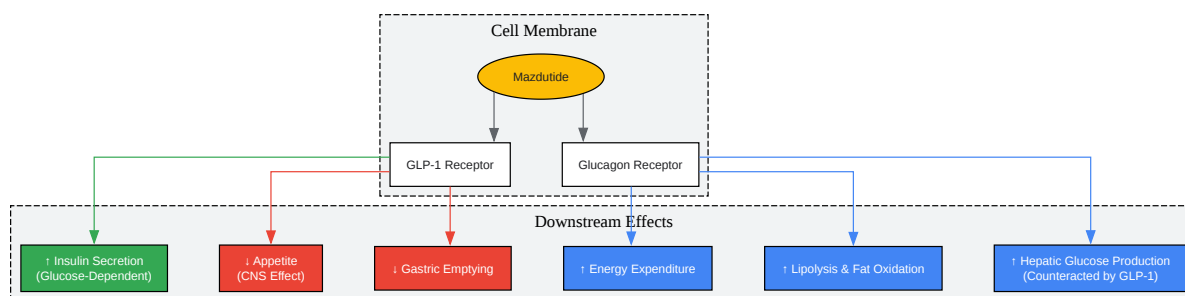 Cell Membrane
Mazdutide
GLP-1 Receptor
Glucagon Receptor
Downstream Effects
↑ Insulin Secretion
(Glucose-Dependent)
↓ Appetite
(CNS Effect)
↓ Gastric Emptying
↑ Energy Expenditure
↑ Lipolysis & Fat Oxidation
↑ Hepatic Glucose Production
(Counteracted by GLP-1)